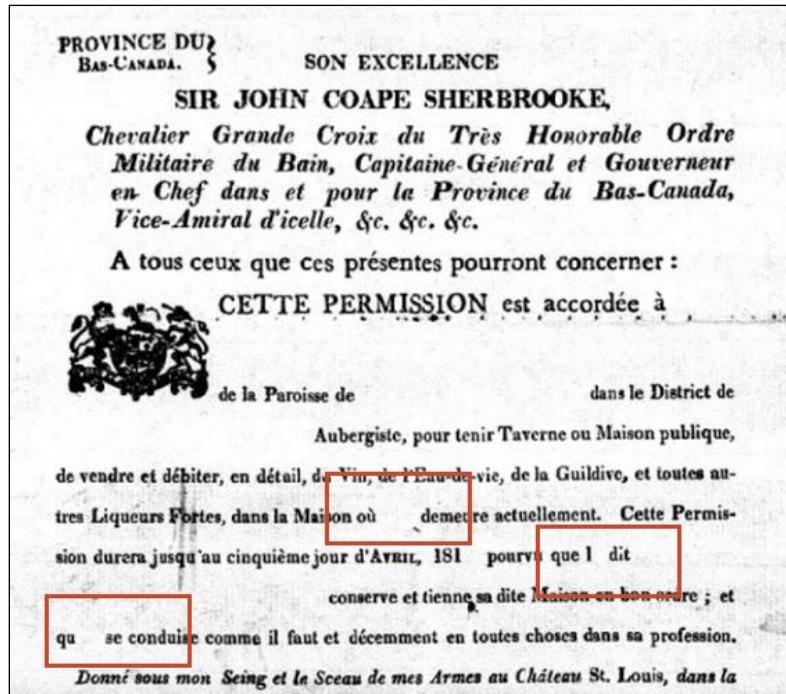 PROVINCE DU
BAS-CANADA.
SON EXCELLENCE
SIR JOHN COAPE SHERBROOKE,
Chevalier Grande Croix du Très Honorable Ordre
Militaire du Bain, Capitaine-Général et Gouverneur
en Chef dans et pour la Province du Bas-Canada,
Vice-Amiral d'icelle, &c. &c. &c.
A tous ceux que ces présentes pourront concerner :
CETTE PERMISSION est accordée à
de la Paroisse de dans le District de
Aubergiste, pour tenir Taverne ou Maison publique,
de vendre et débiter, en détail, du Vin, de l'Eau-de-vie, de la Guildive, et toutes au-
tres Liqueurs Fortes, dans la Maison où demeure actuellement. Cette Permis-
sion durera jusqu'au cinquième jour d'AVRIL, 181 pourvu que l dit
conserve et tienne sa dite Maison en bon ordre ; et
qu se conduise comme il faut et décemment en toutes choses dans sa profession.
Donné sous mon Seing et le Sceau de mes Armes au Château St. Louis, dans la